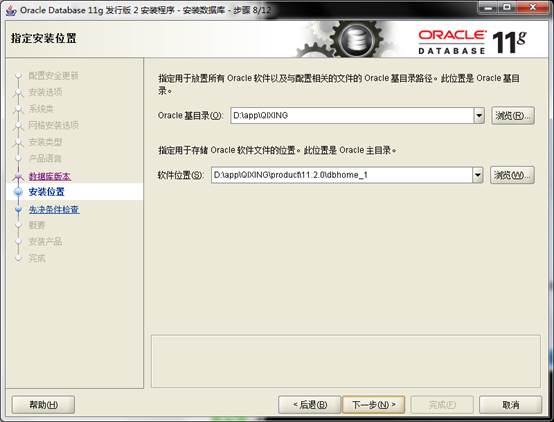 Oracle Database 11g 发行版 2 安装程序 - 安装数据库 - 步骤 8/12
指定安装位置
ORACLE
DATABASE
11g
配置安全更新
安装选项
系统类
网格安装选项
安装类型
产品语言
数据库版本
安装位置
先决条件检查
概要
安装产品
完成
指定用于放置所有 Oracle 软件以及与配置相关的文件的 Oracle 基目录路径。此位置是 Oracle 基目
录。
Oracle 基目录(O): D:\app\QIXING 浏览(R)...
指定用于存储 Oracle 软件文件的位置。此位置是 Oracle 主目录。
软件位置(S): D:\app\QIXING\product\11.2.0\dbhome_1 浏览(W)...
帮助(H) < 后退(B) 下一步(N) > 完成(F) 取消